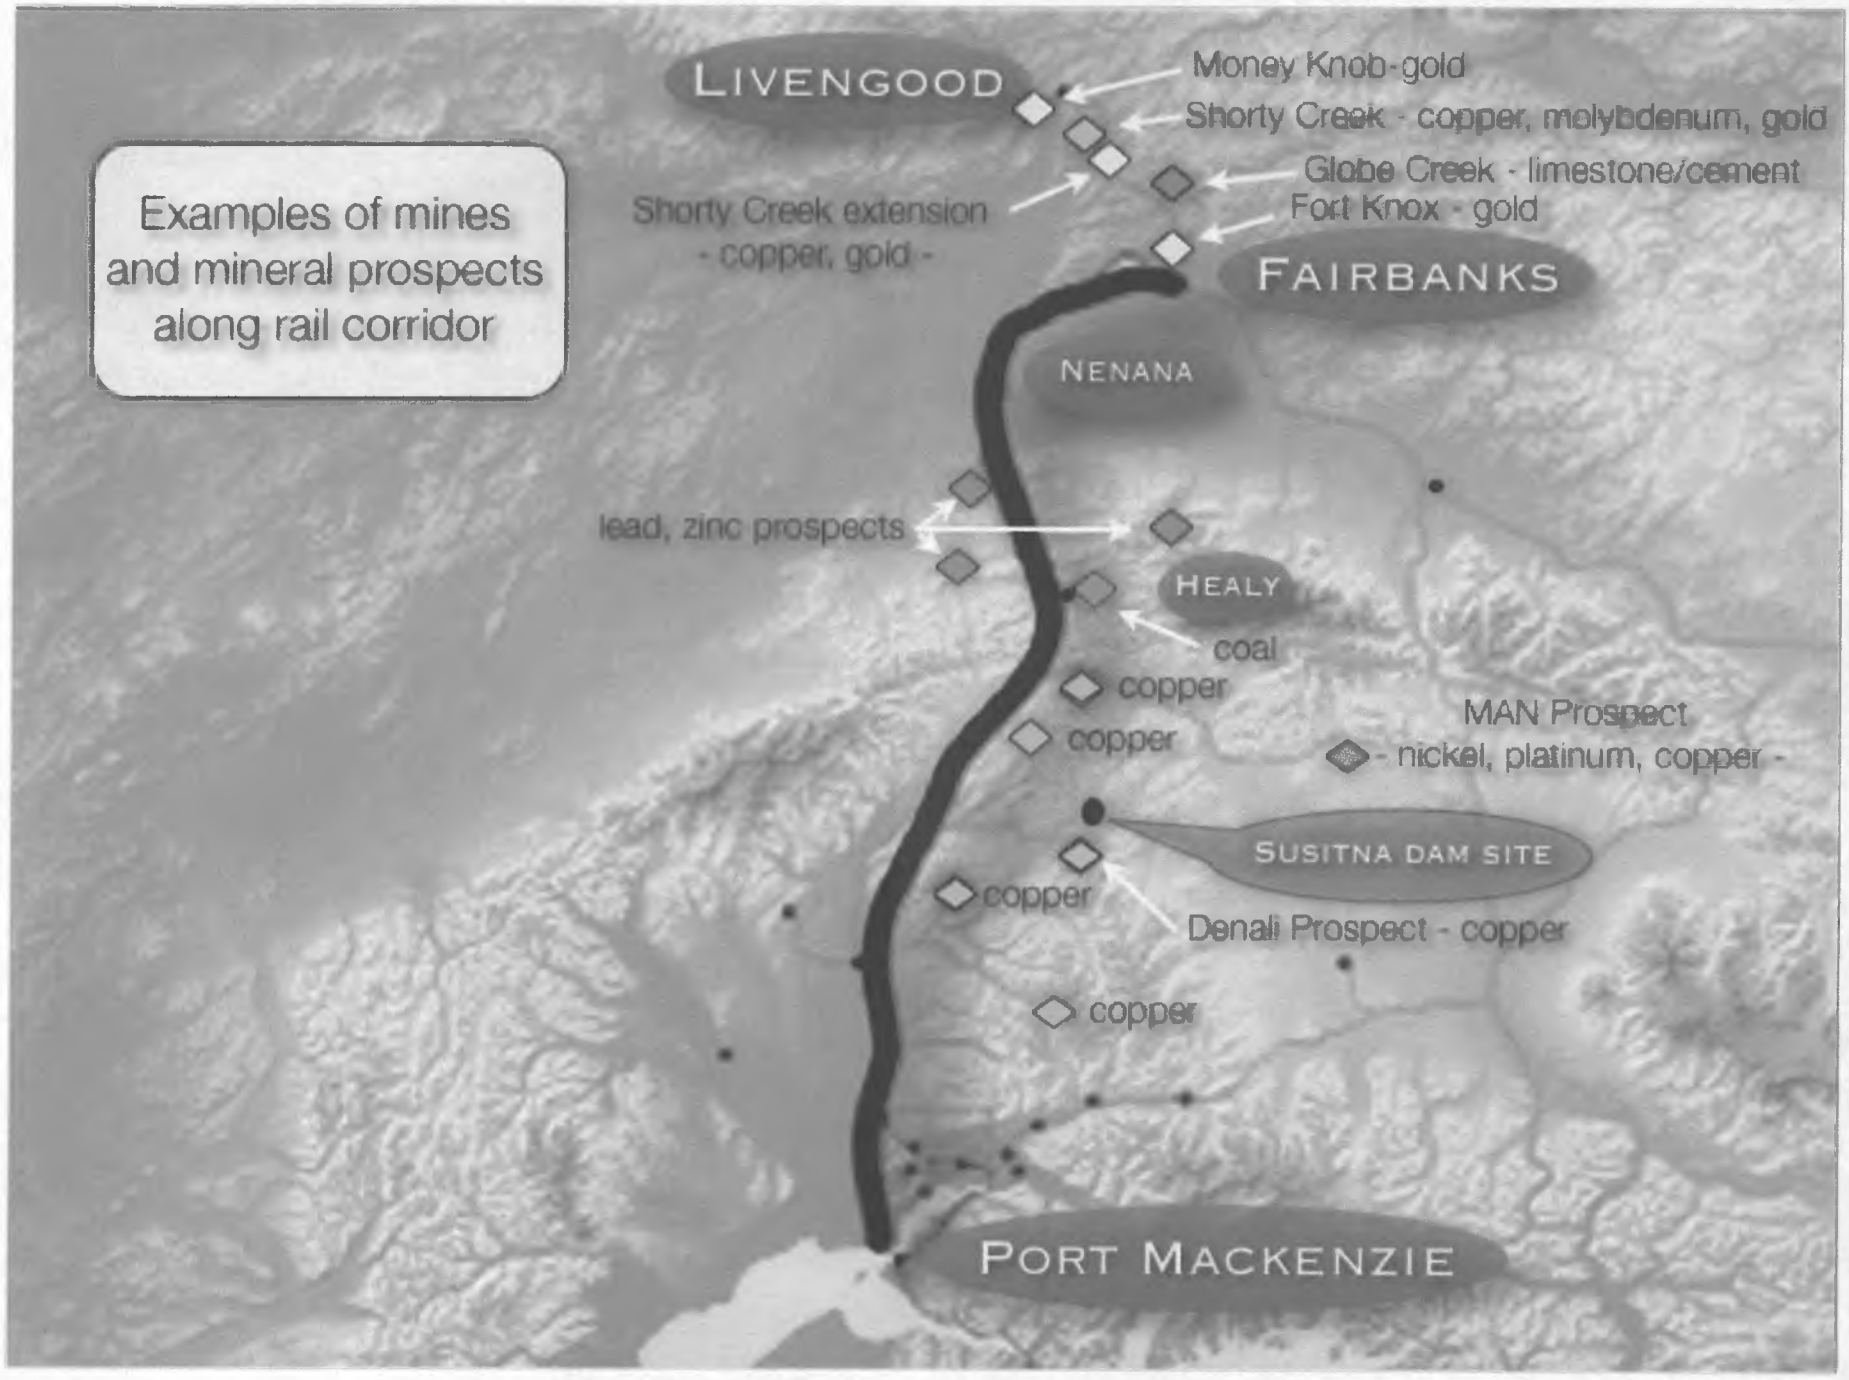 LIVENGOOD
Money Knob-gold
Shorty Creek - copper, molybdenum, gold
Globe Creek - limestone/cement
Fort Knox - gold
Shorty Creek extension
- copper, gold -
Examples of mines
and mineral prospects
along rail corridor
FAIRBANKS
NENANA
lead, zinc prospects
HEALY
coal
copper
copper
MAN Prospect
- nickel, platinum, copper -
SUSITNA DAM SITE
copper
Denali Prospect - copper
copper
PORT MACKENZIE